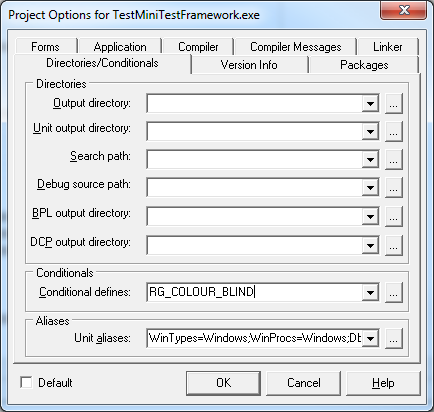 Project Options for TestMiniTestFramework.exe
Forms Application Compiler Compiler Messages Linker
Directories/Conditionals Version Info Packages
Directories
Output directory: ...
Unit output directory: ...
Search path: ...
Debug source path: ...
BPL output directory: ...
DCP output directory: ...
Conditionals
Conditional defines: RG_COLOUR_BLIND ...
Aliases
Unit aliases: WinTypes=Windows;WinProcs=Windows;Db ...
Default OK Cancel Help